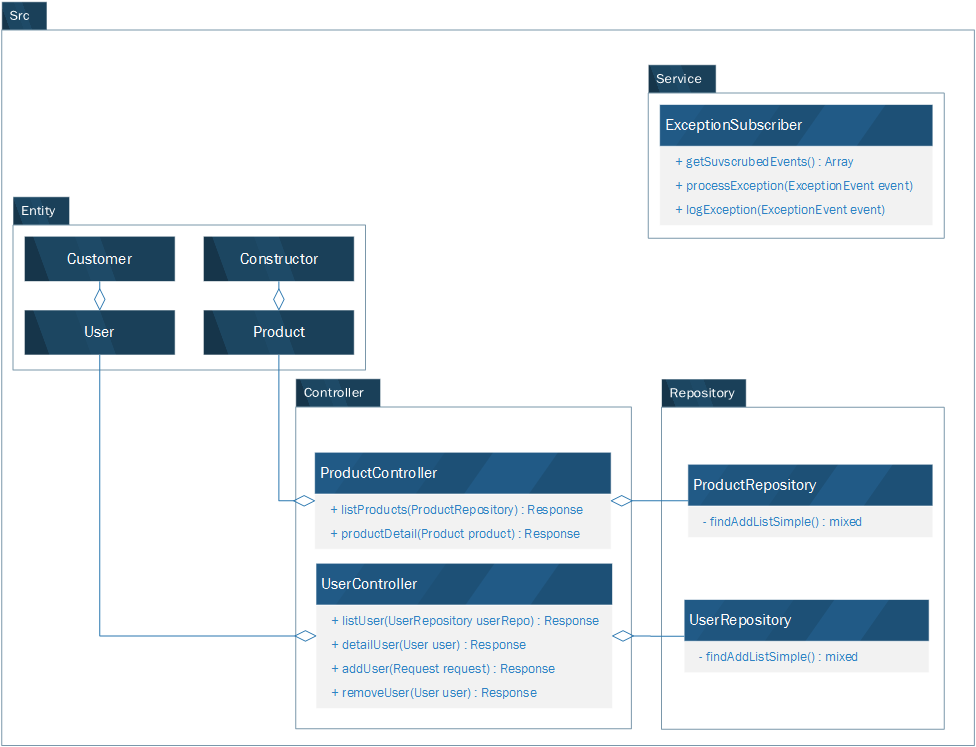 Src
Service
ExceptionSubscriber
+ getSuvscrubedEvents() : Array
+ processException(ExceptionEvent event)
+ logException(ExceptionEvent event)
Entity
Customer
Constructor
User
Product
Controller
ProductController
+ listProducts(ProductRepository) : Response
+ productDetail(Product product) : Response
UserController
+ listUser(UserRepository userRepo) : Response
+ detailUser(User user) : Response
+ addUser(Request request) : Response
+ removeUser(User user) : Response
Repository
ProductRepository
- findAddListSimple() : mixed
UserRepository
- findAddListSimple() : mixed